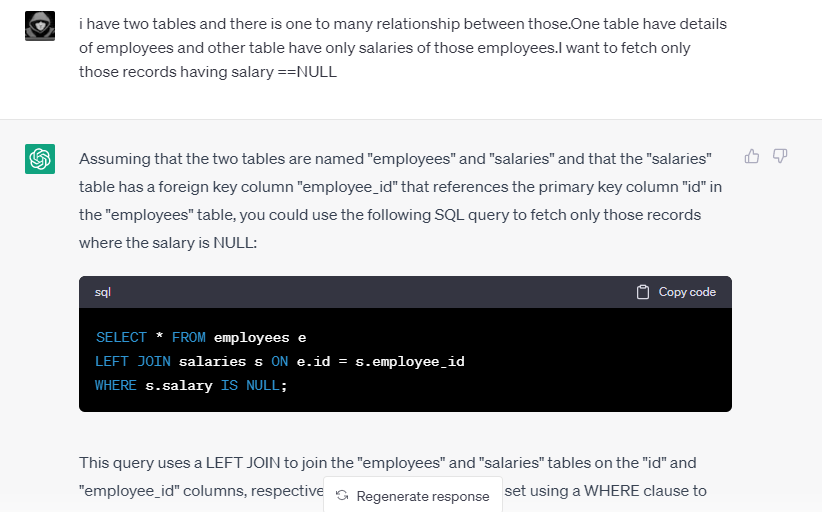 i have two tables and there is one to many relationship between those.One table have details
of employees and other table have only salaries of those employees.I want to fetch only
those records having salary ==NULL
Assuming that the two tables are named "employees" and "salaries" and that the "salaries"
table has a foreign key column "employee_id" that references the primary key column "id" in
the "employees" table, you could use the following SQL query to fetch only those records
where the salary is NULL:
sql Copy code
SELECT * FROM employees e
LEFT JOIN salaries s ON e.id = s.employee_id
WHERE s.salary IS NULL;
This query uses a LEFT JOIN to join the "employees" and "salaries" tables on the "id" and
"employee_id" columns, respective Regenerate response set using a WHERE clause to